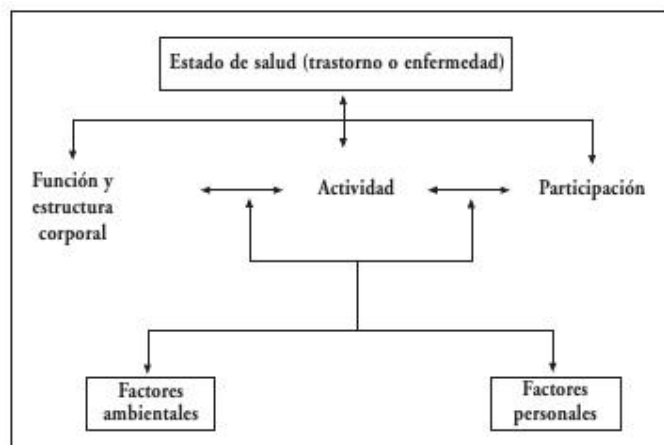 Estado de salud (trastorno o enfermedad)
Función y
estructura
corporal
Actividad
Participación
Factores
ambientales
Factores
personales